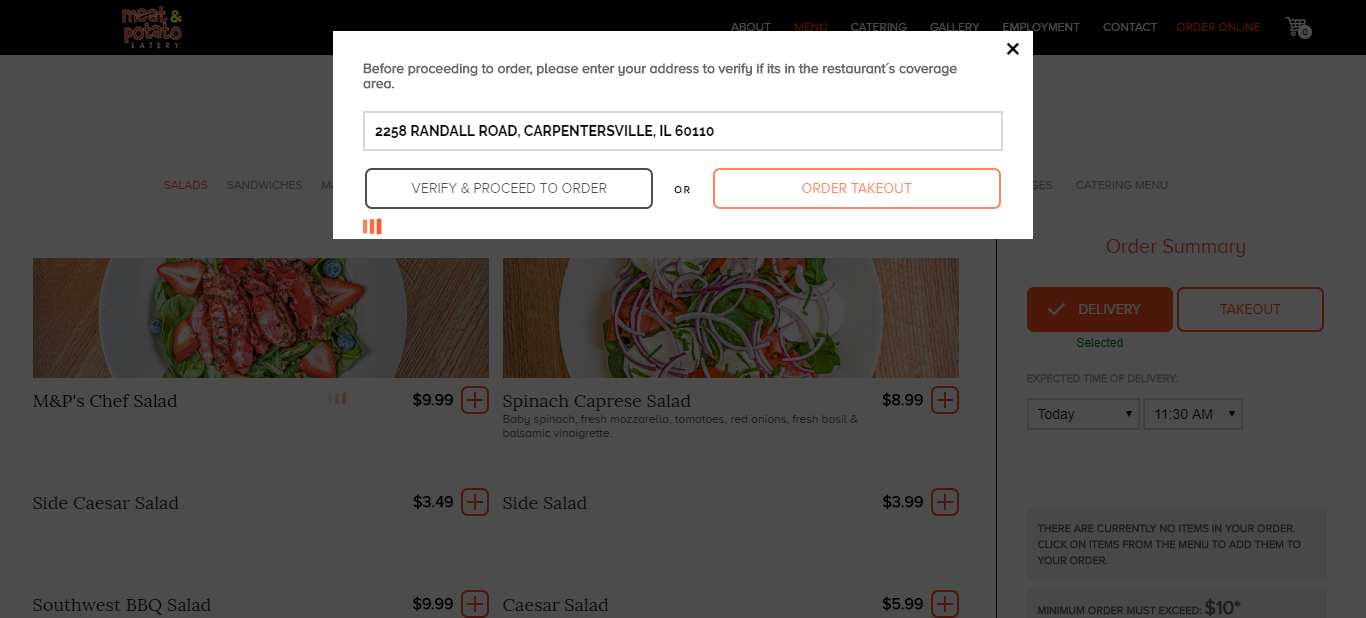 meat &
potato
EATERY
ABOUT MENU CATERING GALLERY EMPLOYMENT CONTACT ORDER ONLINE 0
×
Before proceeding to order, please enter your address to verify if its in the restaurant´s coverage
area.
2258 RANDALL ROAD, CARPENTERSVILLE, IL 60110
VERIFY & PROCEED TO ORDER OR ORDER TAKEOUT
SALADS SANDWICHES CATERING MENU
Order Summary
DELIVERY TAKEOUT
Selected
EXPECTED TIME OF DELIVERY:
Today 11:30 AM
M&P's Chef Salad $9.99
Spinach Caprese Salad $8.99
Baby spinach, fresh mozzarella, tomatoes, red onions, fresh basil &
balsamic vinaigrette.
Side Caesar Salad $3.49
Side Salad $3.99
Southwest BBQ Salad $9.99
Caesar Salad $5.99
THERE ARE CURRENTLY NO ITEMS IN YOUR ORDER.
CLICK ON ITEMS FROM THE MENU TO ADD THEM TO
YOUR ORDER.
MINIMUM ORDER MUST EXCEED: $10*